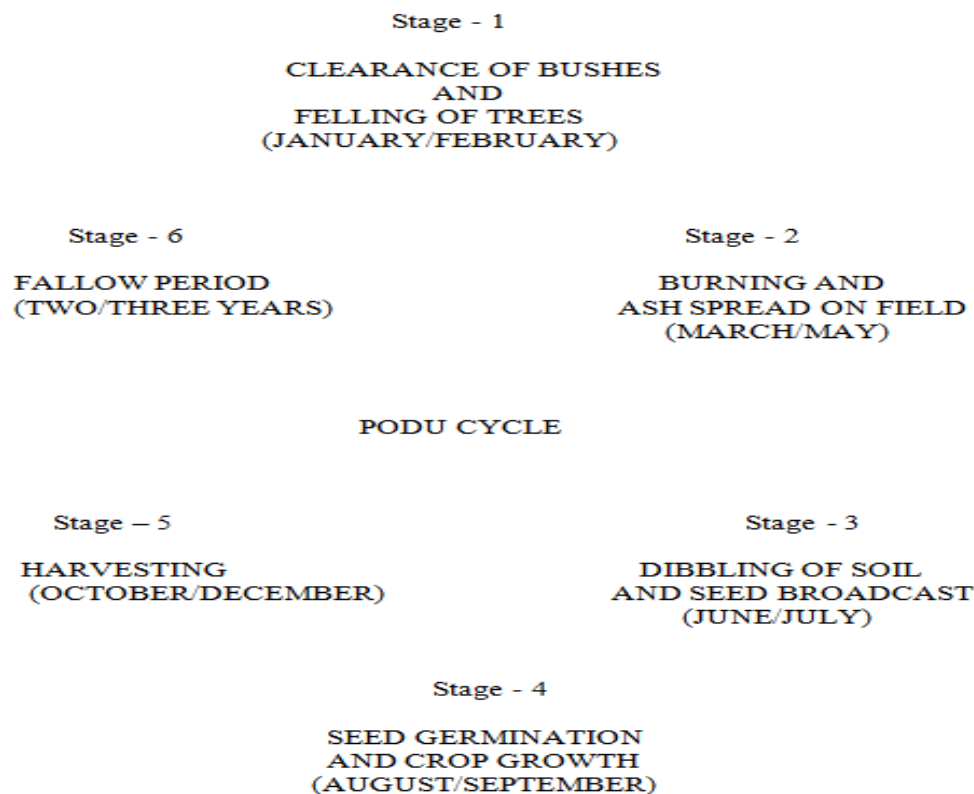 Stage - 1
CLEARANCE OF BUSHES
AND
FELLING OF TREES
(JANUARY/FEBRUARY)
Stage - 6
FALLOW PERIOD
(TWO/THREE YEARS)
Stage - 2
BURNING AND
ASH SPREAD ON FIELD
(MARCH/MAY)
PODU CYCLE
Stage – 5
HARVESTING
(OCTOBER/DECEMBER)
Stage - 3
DIBBLING OF SOIL
AND SEED BROADCAST
(JUNE/JULY)
Stage - 4
SEED GERMINATION
AND CROP GROWTH
(AUGUST/SEPTEMBER)